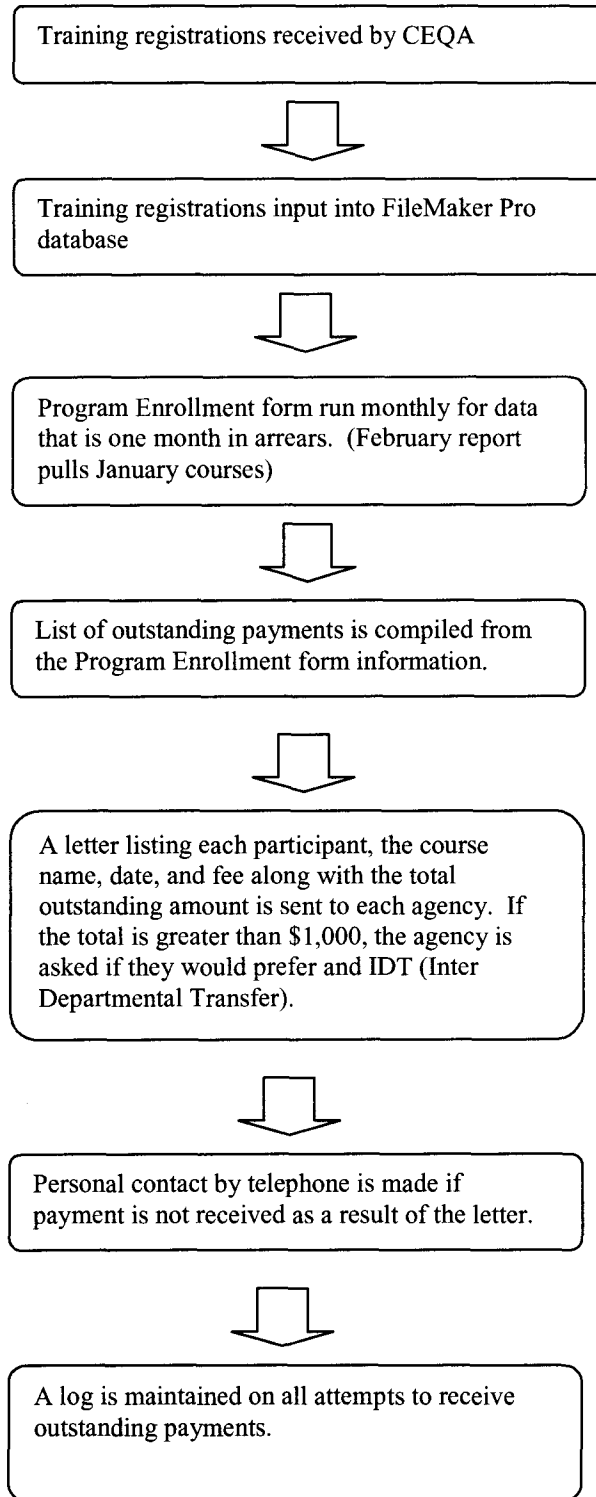 Training registrations received by CEQA
Training registrations input into FileMaker Pro
database
Program Enrollment form run monthly for data
that is one month in arrears. (February report
pulls January courses)
List of outstanding payments is compiled from
the Program Enrollment form information.
A letter listing each participant, the course
name, date, and fee along with the total
outstanding amount is sent to each agency. If
the total is greater than $1,000, the agency is
asked if they would prefer and IDT (Inter
Departmental Transfer).
Personal contact by telephone is made if
payment is not received as a result of the letter.
A log is maintained on all attempts to receive
outstanding payments.